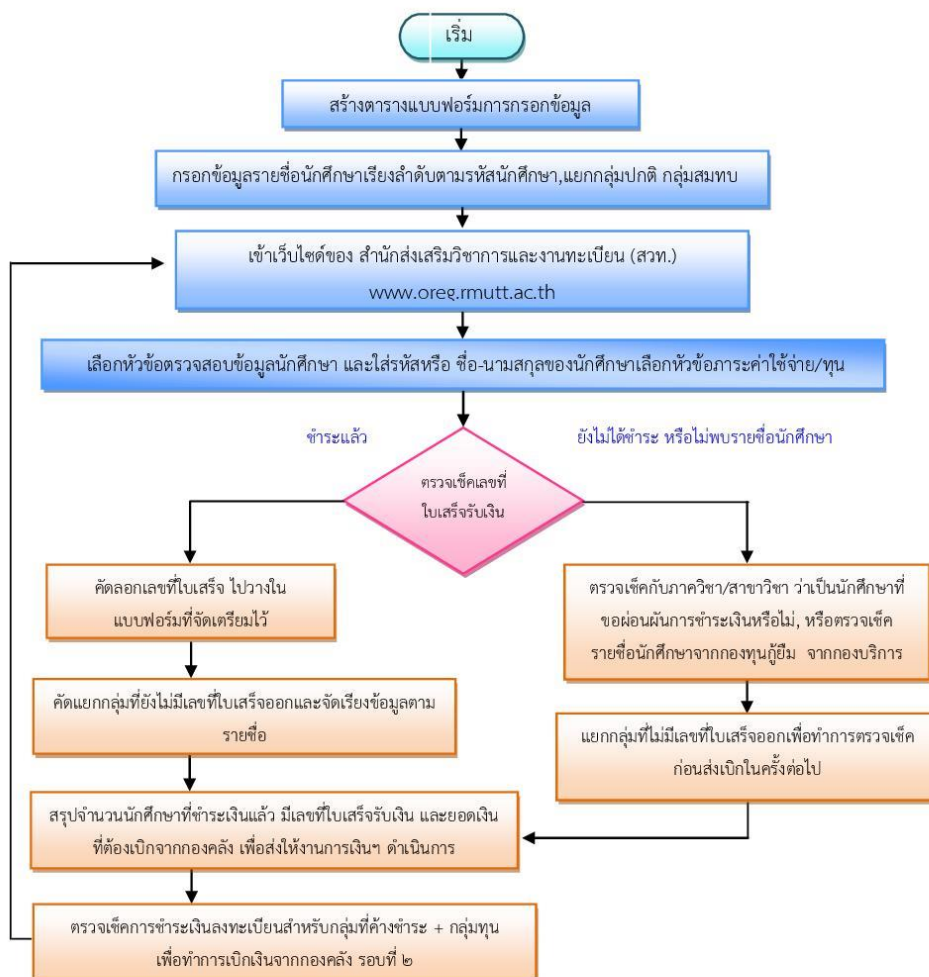 เริ่ม
สร้างตารางแบบฟอร์มการกรอกข้อมูล
กรอกข้อมูลรายชื่อนักศึกษาเรียงลำดับตามรหัสนักศึกษา,แยกกลุ่มปกติ กลุ่มสมทบ
เข้าเว็บไซด์ของ สำนักส่งเสริมวิชาการและงานทะเบียน (สวท.)
www.oreg.rmutt.ac.th
เลือกหัวข้อตรวจสอบข้อมูลนักศึกษา และใส่รหัสหรือ ชื่อ-นามสกุลของนักศึกษาเลือกหัวข้อภาระค่าใช้จ่าย/ทุน
ชำระแล้ว
ยังไม่ได้ชำระ หรือไม่พบรายชื่อนักศึกษา
ตรวจเช็คเลขที่
ใบเสร็จรับเงิน
คัดลอกเลขที่ใบเสร็จ ไปวางใน
แบบฟอร์มที่จัดเตรียมไว้
ตรวจเช็คกับภาควิชา/สาขาวิชา ว่าเป็นนักศึกษาที่
ขอผ่อนผันการชำระเงินหรือไม่, หรือตรวจเช็ค
รายชื่อนักศึกษาจากกองทุนกู้ยืม จากกองบริการ
คัดแยกกลุ่มที่ยังไม่มีเลขที่ใบเสร็จออกและจัดเรียงข้อมูลตาม
รายชื่อ
แยกกลุ่มที่ไม่มีเลขที่ใบเสร็จออกเพื่อทำการตรวจเช็ค
ก่อนส่งเบิกในครั้งต่อไป
สรุปจำนวนนักศึกษาที่ชำระเงินแล้ว มีเลขที่ใบเสร็จรับเงิน และยอดเงิน
ที่ต้องเบิกจากกองคลัง เพื่อส่งให้งานการเงินฯ ดำเนินการ
ตรวจเช็คการชำระเงินลงทะเบียนสำหรับกลุ่มที่ค้างชำระ + กลุ่มทุน
เพื่อทำการเบิกเงินจากกองคลัง รอบที่ ๒